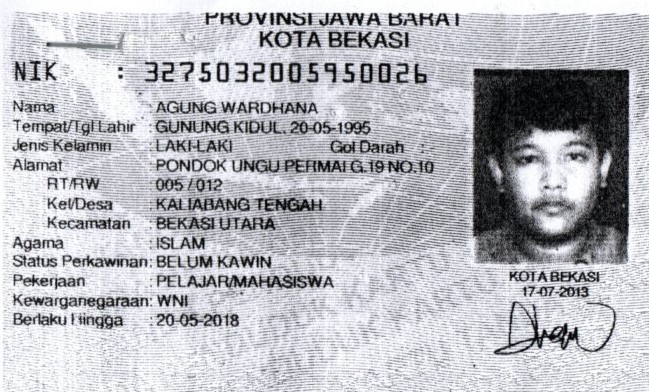 PROVINSI JAWA BARAT
KOTA BEKASI
NIK : 3275032005950026
Nama : AGUNG WARDHANA
Tempat/Tgl Lahir : GUNUNG KIDUL, 20-05-1995
Jenis Kelamin : LAKI-LAKI Gol Darah :
Alamat : PONDOK UNGU PERMAI G.19 NO.10
RT/RW 005 / 012
Kel/Desa : KALIABANG TENGAH
Kecamatan : BEKASI UTARA
Agama : ISLAM
Status Perkawinan: BELUM KAWIN
Pekerjaan : PELAJAR/MAHASISWA
Kewarganegaraan: WNI
Berlaku Hingga : 20-05-2018
KOTA BEKASI
17-07-2013